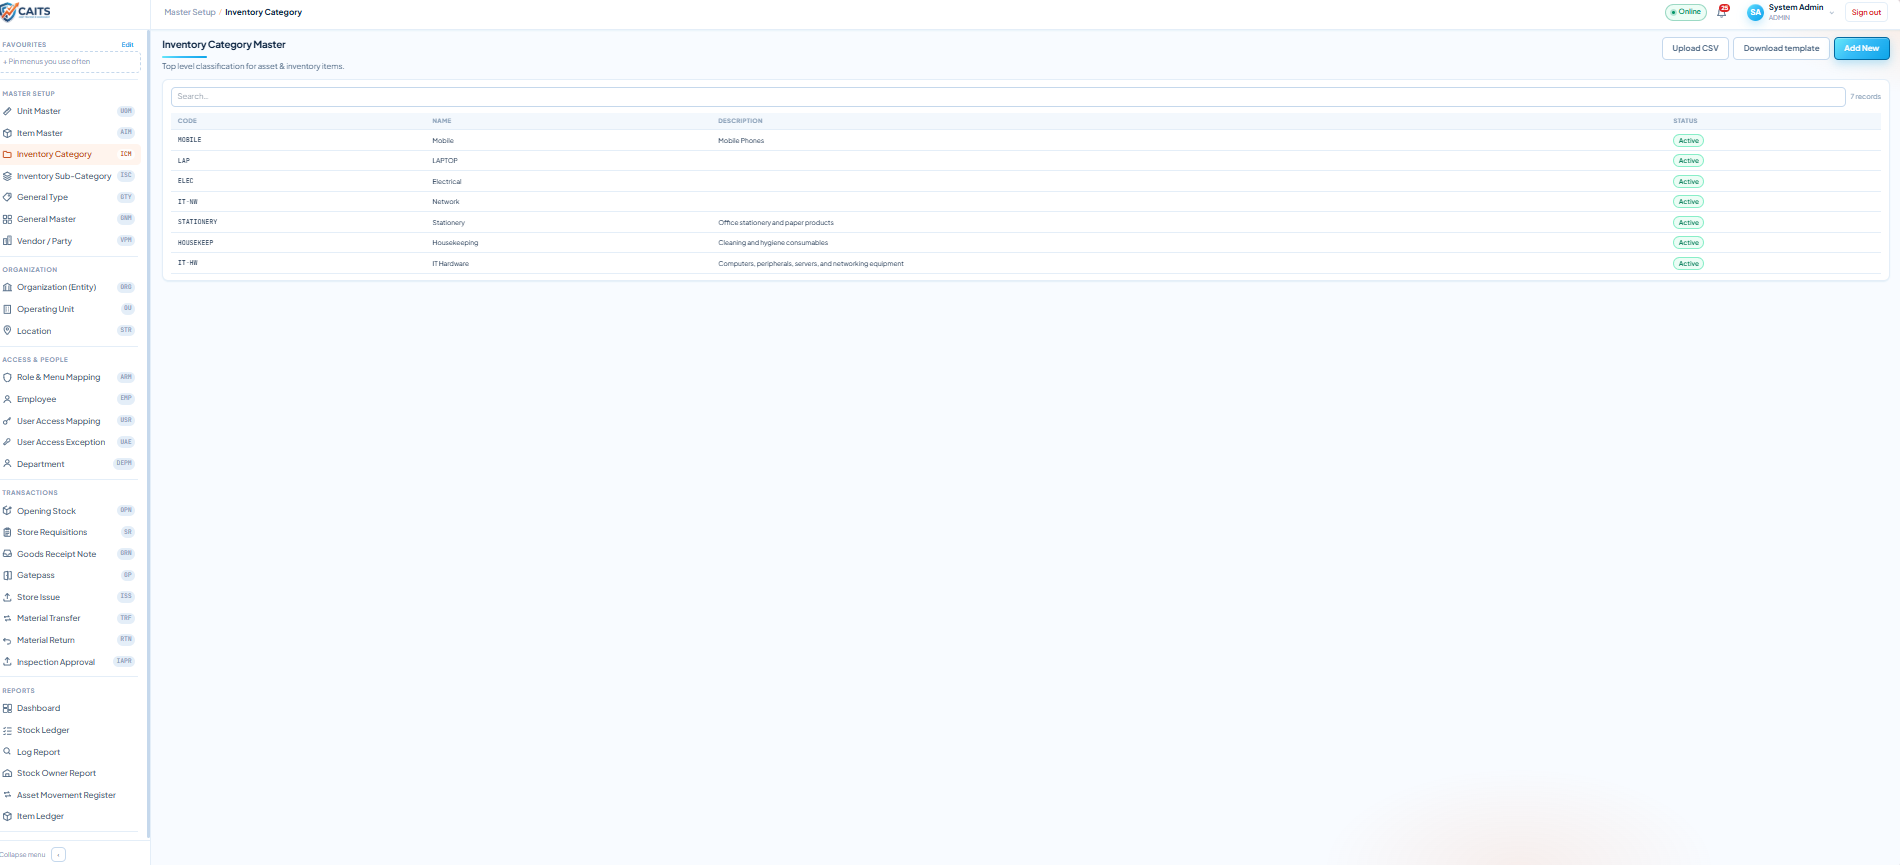 CAITS
Master Setup / Inventory Category
Online
25
SA
System Admin
ADMIN
Sign out
FAVOURITES
Edit
+ Pin menus you use often
MASTER SETUP
Unit Master UOM
Item Master AIM
Inventory Category ICM
Inventory Sub-Category ISC
General Type GTY
General Master GNM
Vendor / Party VPM
ORGANIZATION
Organization (Entity) ORG
Operating Unit OU
Location STR
ACCESS & PEOPLE
Role & Menu Mapping ARM
Employee EMP
User Access Mapping USR
User Access Exception UAE
Department DEPM
TRANSACTIONS
Opening Stock OPN
Store Requisitions SR
Goods Receipt Note GRN
Gatepass GP
Store Issue ISS
Material Transfer TRF
Material Return RTN
Inspection Approval IAPR
REPORTS
Dashboard
Stock Ledger
Log Report
Stock Owner Report
Asset Movement Register
Item Ledger
Collapse menu
Inventory Category Master
Top level classification for asset & inventory items.
Upload CSV
Download template
Add New
Search...
7 records
CODE NAME DESCRIPTION STATUS
MOBILE Mobile Mobile Phones Active
LAP LAPTOP Active
ELEC Electrical Active
IT-NW Network Active
STATIONERY Stationery Office stationery and paper products Active
HOUSEKEEP Housekeeping Cleaning and hygiene consumables Active
IT-HW IT Hardware Computers, peripherals, servers, and networking equipment Active